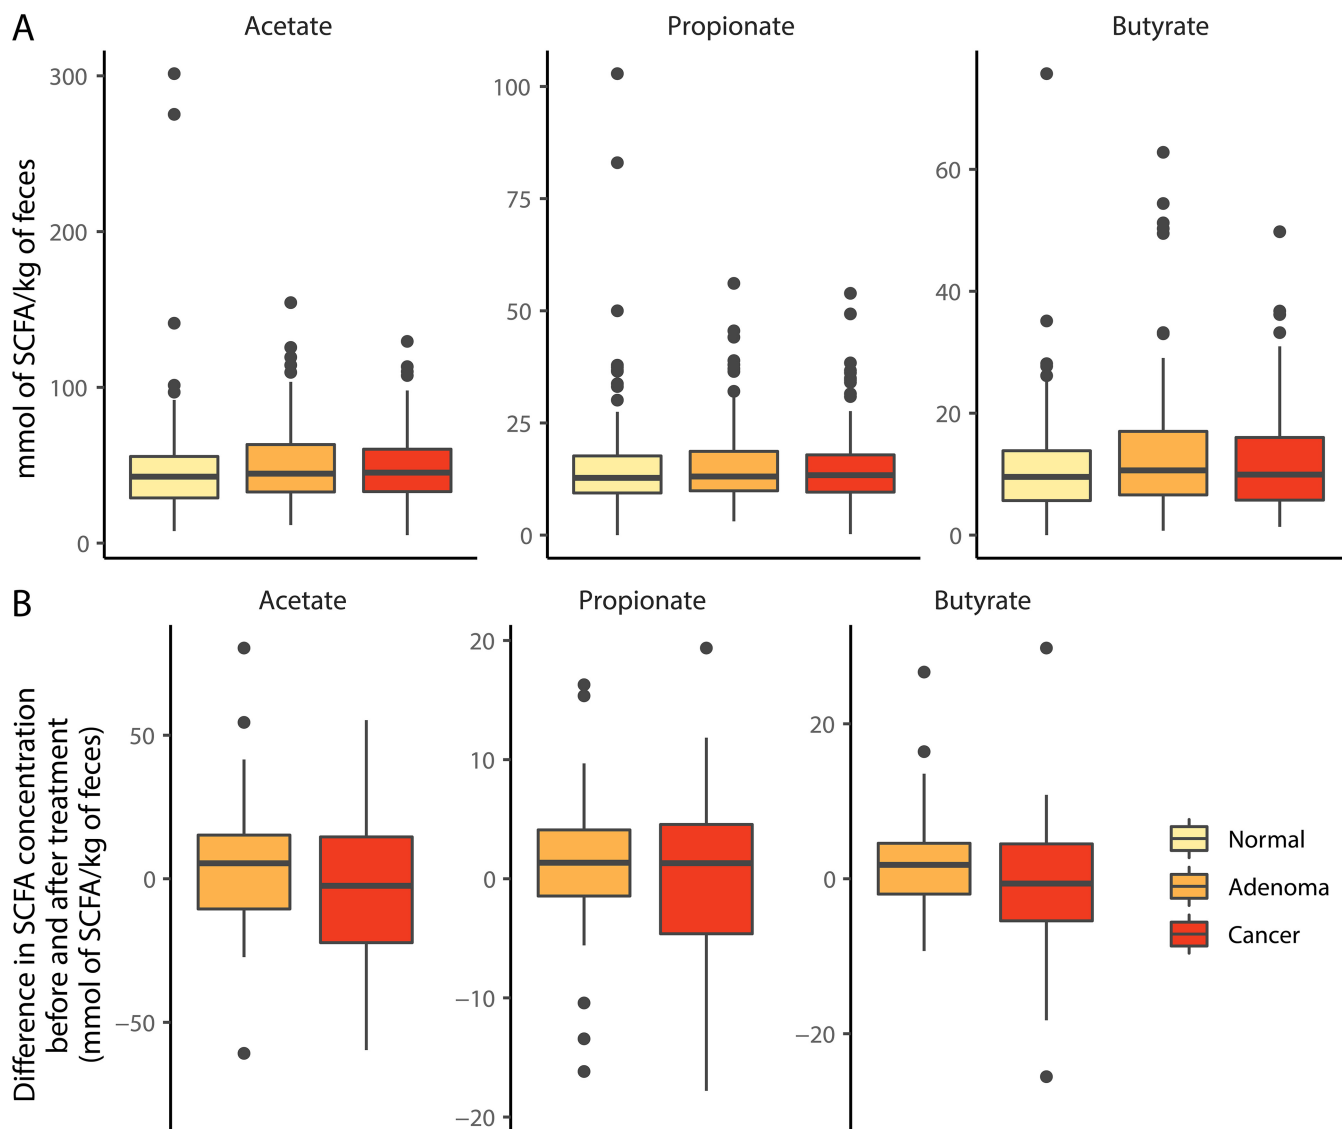 A
Acetate
Propionate
Butyrate
mmol of SCFA/kg of feces
300
200
100
0
100
75
50
25
0
60
40
20
0
B
Acetate
Propionate
Butyrate
Difference in SCFA concentration
before and after treatment
(mmol of SCFA/kg of feces)
50
0
−50
20
10
0
−10
−20
20
0
−20
Normal
Adenoma
Cancer